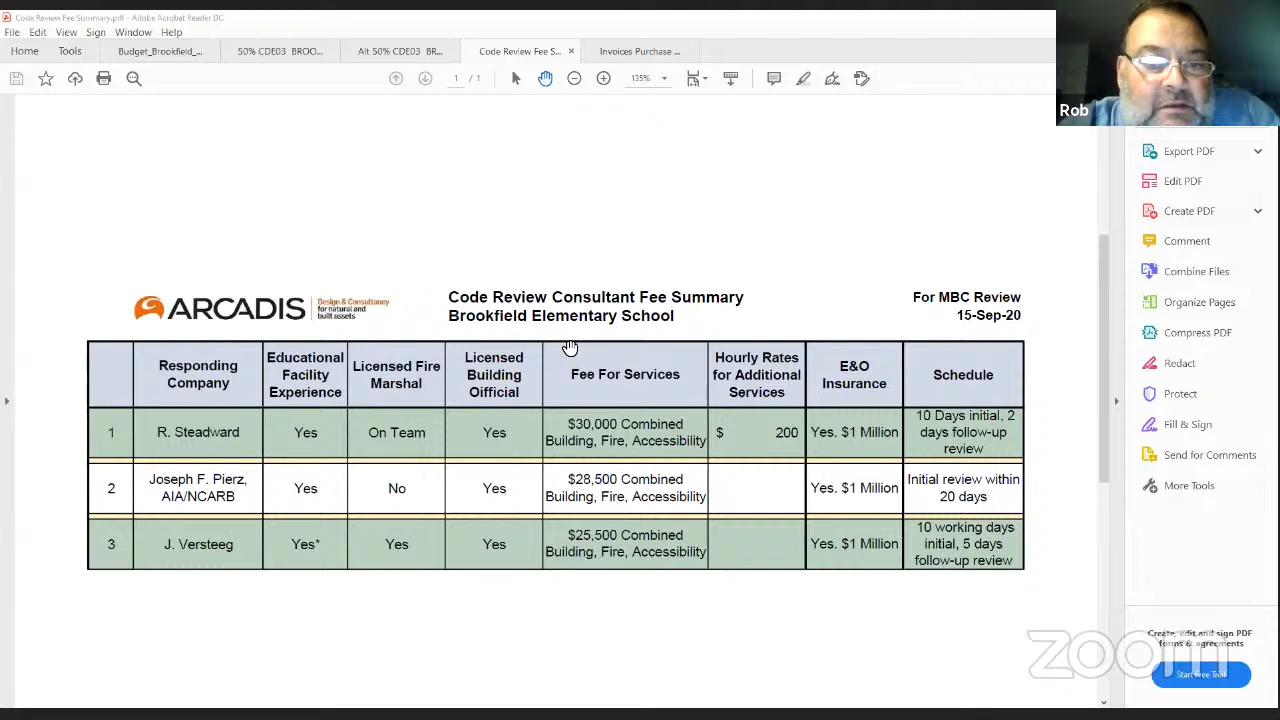 Code Review Fee Summary.pdf - Adobe Acrobat Reader DC
File Edit View Sign Window Help
Home Tools Budget_Brookfield_... 50% CDE03 BROO... Alt 50% CDE03 BR... Code Review Fee S... × Invoices Purchase ...
1 / 1 135%
Rob
Export PDF
Edit PDF
Create PDF
Comment
Combine Files
Organize Pages
Compress PDF
Redact
Protect
Fill & Sign
Send for Comments
More Tools
ARCADIS
Design & Consultancy
for natural and
built assets
Code Review Consultant Fee Summary
Brookfield Elementary School
For MBC Review
15-Sep-20
Responding Company Educational Facility Experience Licensed Fire Marshal Licensed Building Oifficial Fee For Services Hourly Rates for Additional Services E&O Insurance Schedule
1 R. Steadward Yes On Team Yes $30,000 Combined Building, Fire, Accessibility $ 200 Yes. $1 Million 10 Days initial, 2 days follow-up review
2 Joseph F. Pierz, AIA/NCARB Yes No Yes $28,500 Combined Building, Fire, Accessibility Yes. $1 Million Initial review within 20 days
3 J. Versteeg Yes* Yes Yes $25,500 Combined Building, Fire, Accessibility Yes. $1 Million 10 working days initial, 5 days follow-up review
Create, edit and sign PDF
forms & agreements
Start Free Trial
zoom